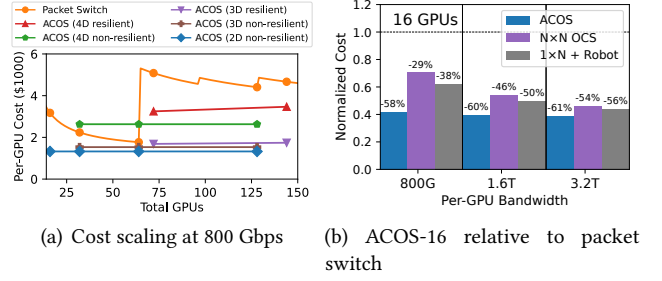 Packet Switch
ACOS (4D resilient)
ACOS (4D non-resilient)
ACOS (3D resilient)
ACOS (3D non-resilient)
ACOS (2D non-resilient)
Per-GPU Cost ($1000)
6
4
2
0
25
50
75
100
125
150
Total GPUs
(a) Cost scaling at 800 Gbps
16 GPUs
ACOS
N×N OCS
1×N + Robot
Normalized Cost
1.2
1.0
0.8
0.6
0.4
0.2
0.0
-58%
-29%
-38%
-60%
-46%
-50%
-61%
-54%
-56%
800G
1.6T
3.2T
Per-GPU Bandwidth
(b) ACOS-16 relative to packet
switch